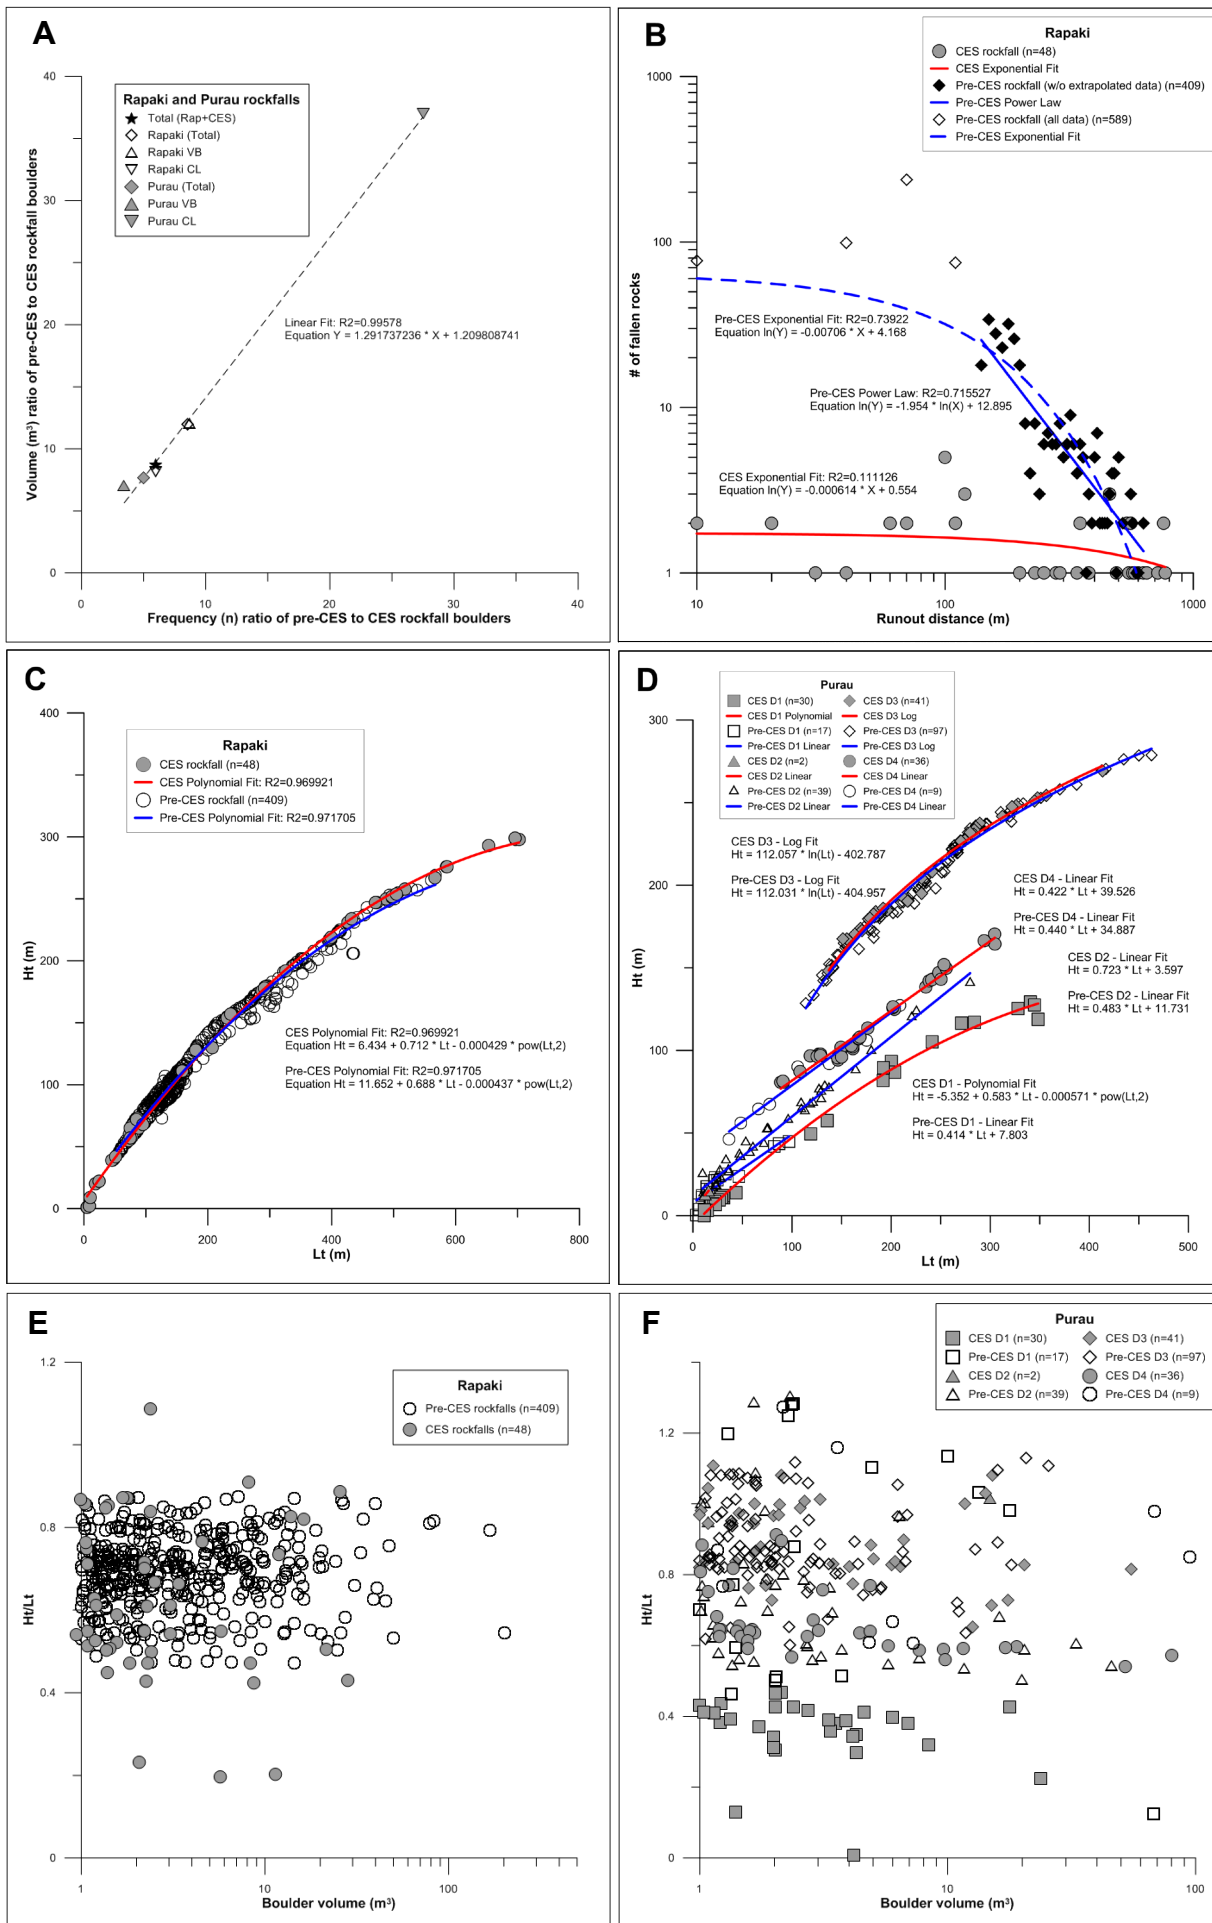 A
Rapaki and Purau rockfalls
Total (Rap+CES)
Rapaki (Total)
Rapaki VB
Rapaki CL
Purau (Total)
Purau VB
Purau CL
Volume (m³) ratio of pre-CES to CES rockfall boulders
40
30
20
10
0
Linear Fit: R2=0.99578
Equation Y = 1.291737236 * X + 1.209808741
0 10 20 30 40
Frequency (n) ratio of pre-CES to CES rockfall boulders
B
Rapaki
CES rockfall (n=48)
CES Exponential Fit
Pre-CES rockfall (w/o extrapolated data) (n=409)
Pre-CES Power Law
Pre-CES rockfall (all data) (n=589)
Pre-CES Exponential Fit
# of fallen rocks
1000
100
10
1
Pre-CES Exponential Fit: R2=0.73922
Equation ln(Y) = -0.00706 * X + 4.168
Pre-CES Power Law: R2=0.715527
Equation ln(Y) = -1.954 * ln(X) + 12.895
CES Exponential Fit: R2=0.111126
Equation ln(Y) = -0.000614 * X + 0.554
10 100 1000
Runout distance (m)
C
Rapaki
CES rockfall (n=48)
CES Polynomial Fit: R2=0.969921
Pre-CES rockfall (n=409)
Pre-CES Polynomial Fit: R2=0.971705
Ht (m)
400
300
200
100
0
CES Polynomial Fit: R2=0.969921
Equation Ht = 6.434 + 0.712 * Lt - 0.000429 * pow(Lt,2)
Pre-CES Polynomial Fit: R2=0.971705
Equation Ht = 11.652 + 0.688 * Lt - 0.000437 * pow(Lt,2)
0 200 400 600 800
Lt (m)
D
Purau
CES D1 (n=30) CES D3 (n=41)
CES D1 Polynomial CES D3 Log
Pre-CES D1 (n=17) Pre-CES D3 (n=97)
Pre-CES D1 Linear Pre-CES D3 Log
CES D2 (n=2) CES D4 (n=36)
CES D2 Linear CES D4 Linear
Pre-CES D2 (n=39) Pre-CES D4 (n=9)
Pre-CES D2 Linear Pre-CES D4 Linear
Ht (m)
300
200
100
0
CES D3 - Log Fit
Ht = 112.057 * ln(Lt) - 402.787
Pre-CES D3 - Log Fit
Ht = 112.031 * ln(Lt) - 404.957
CES D4 - Linear Fit
Ht = 0.422 * Lt + 39.526
Pre-CES D4 - Linear Fit
Ht = 0.440 * Lt + 34.887
CES D2 - Linear Fit
Ht = 0.723 * Lt + 3.597
Pre-CES D2 - Linear Fit
Ht = 0.483 * Lt + 11.731
CES D1 - Polynomial Fit
Ht = -5.352 + 0.583 * Lt - 0.000571 * pow(Lt,2)
Pre-CES D1 - Linear Fit
Ht = 0.414 * Lt + 7.803
0 100 200 300 400 500
Lt (m)
E
Rapaki
Pre-CES rockfalls (n=409)
CES rockfalls (n=48)
Ht/Lt
1.2
0.8
0.4
0
1 10 100
Boulder volume (m³)
F
Purau
CES D1 (n=30) CES D3 (n=41)
Pre-CES D1 (n=17) Pre-CES D3 (n=97)
CES D2 (n=2) CES D4 (n=36)
Pre-CES D2 (n=39) Pre-CES D4 (n=9)
Ht/Lt
1.2
0.8
0.4
0
1 10 100
Boulder volume (m³)